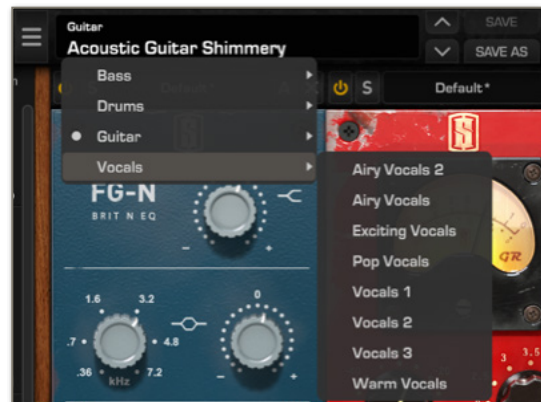 Guitar
Acoustic Guitar Shimmery
SAVE
SAVE AS
S Default* A X
S Default*
Bass
Drums
Guitar
Vocals
Airy Vocals 2
Airy Vocals
Exciting Vocals
Pop Vocals
Vocals 1
Vocals 2
Vocals 3
Warm Vocals
FG-N
BRIT N EQ
- +
GR
1.6 3.2
.7 4.8
.36 7.2
kHz
0
- +
3 3.5